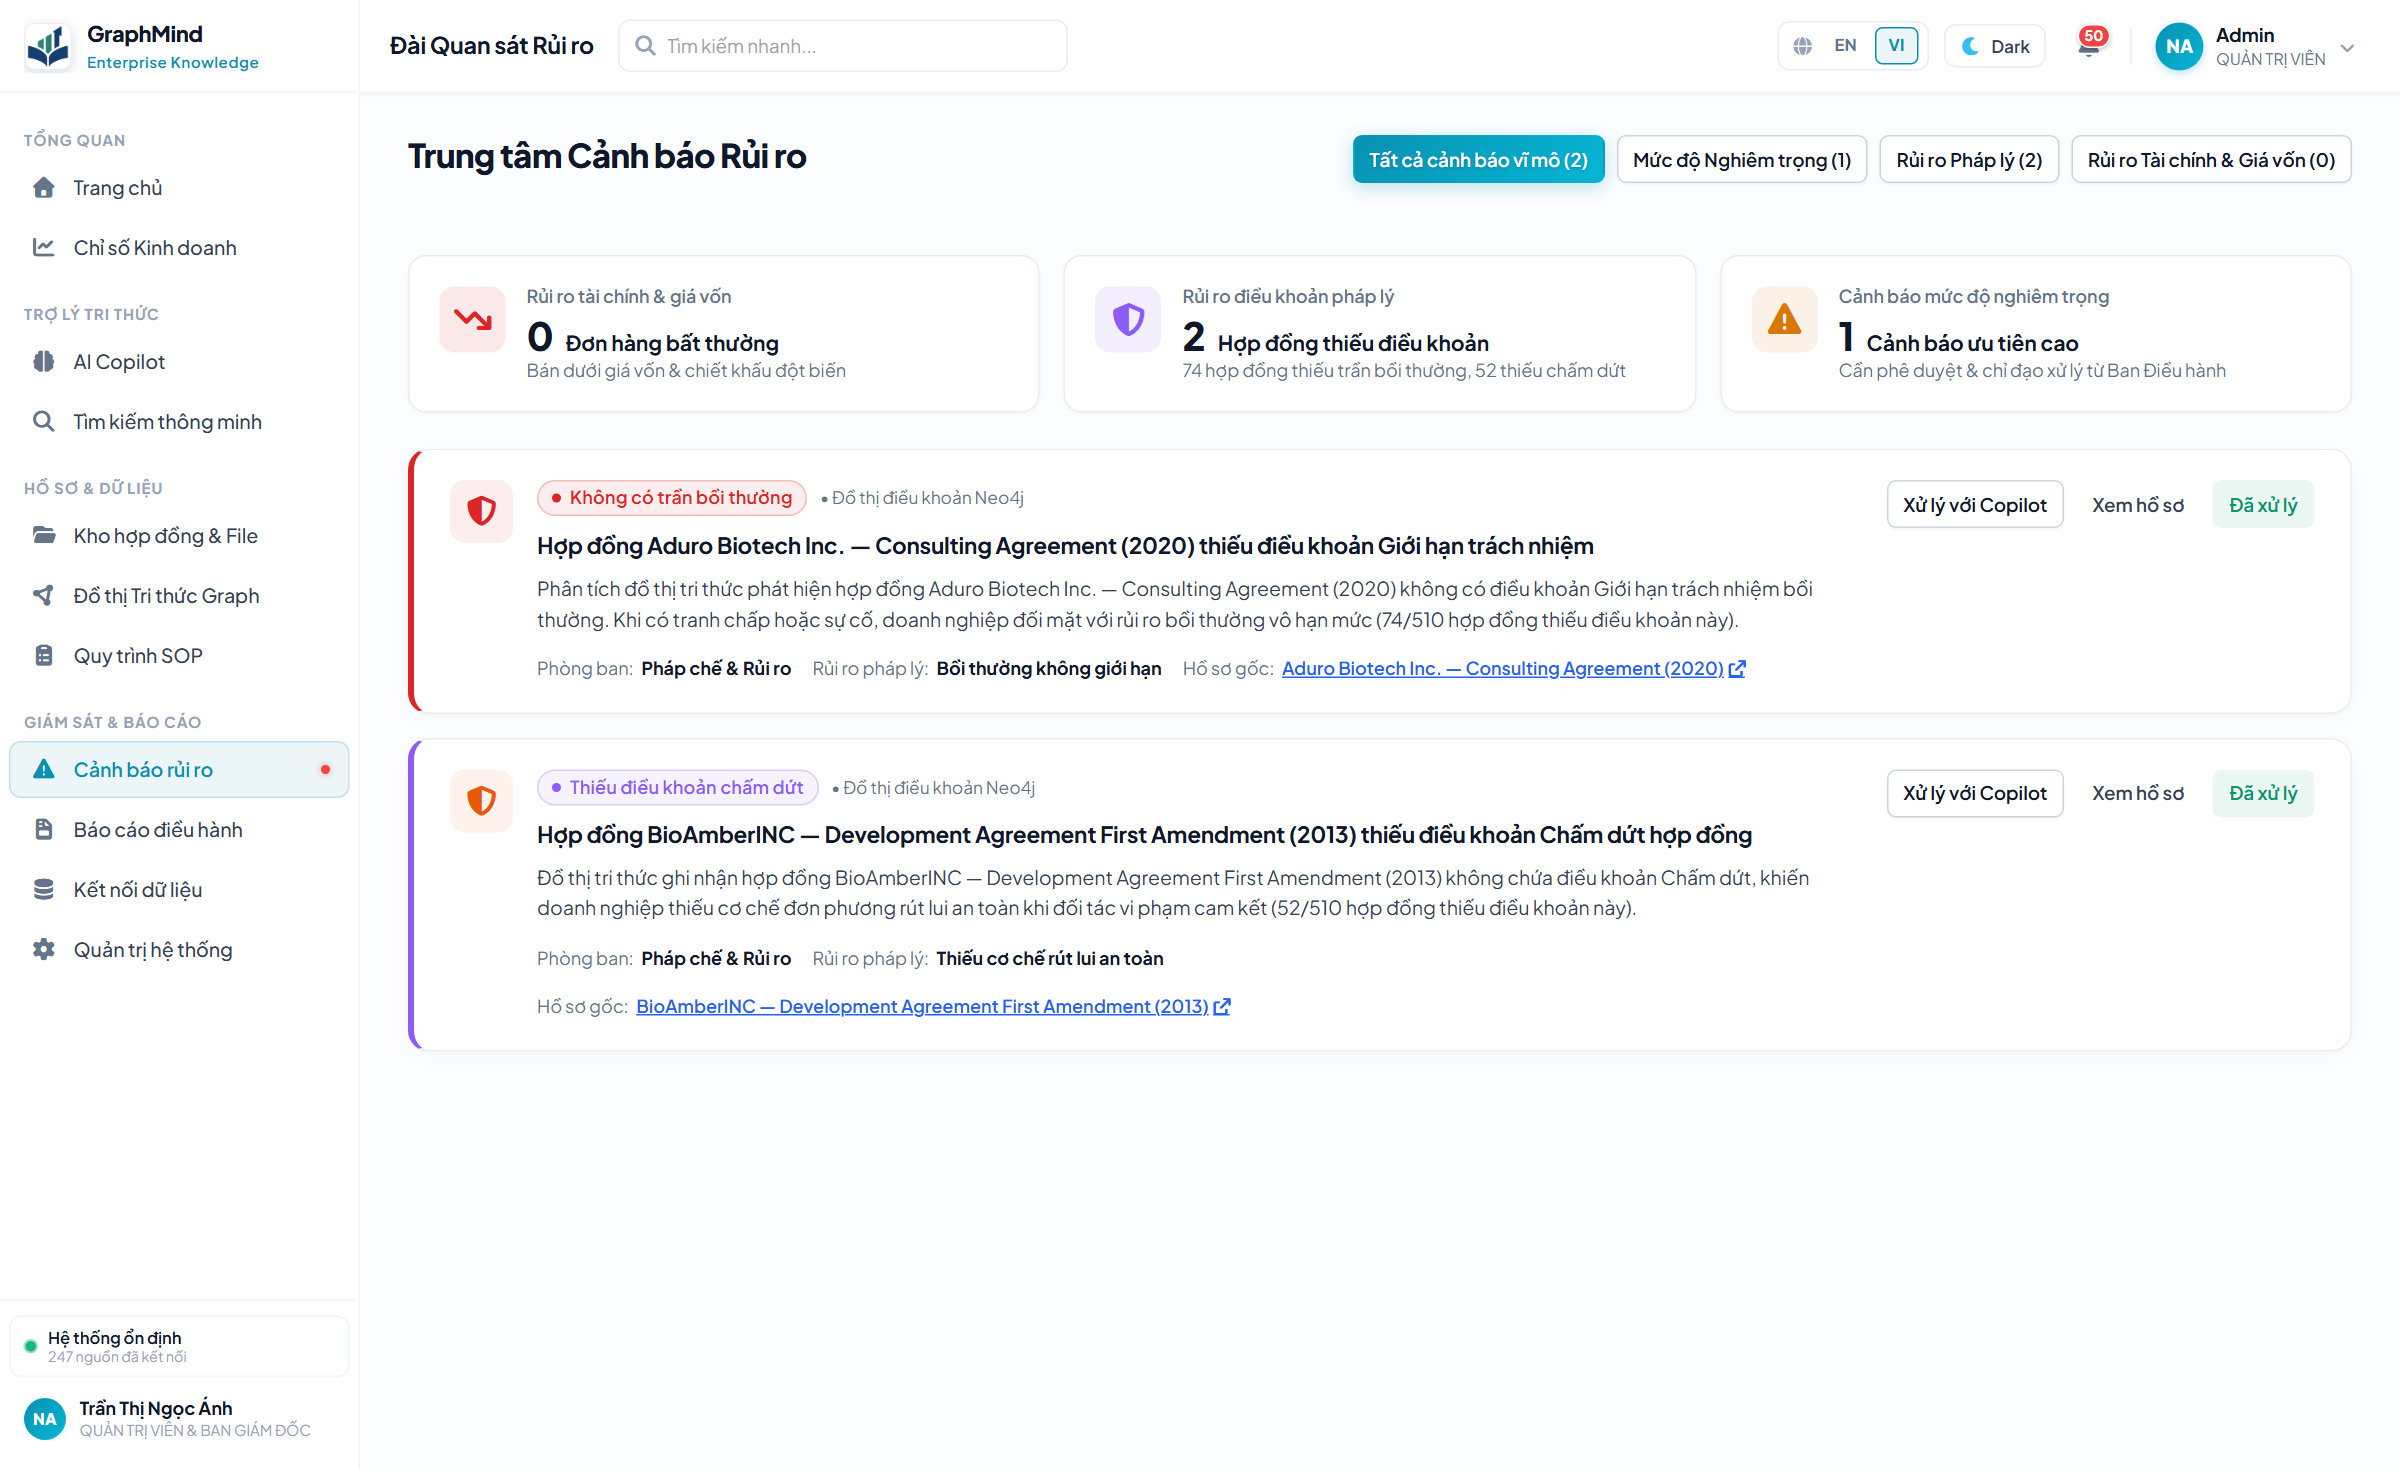 GraphMind
Enterprise Knowledge
Đài Quan sát Rủi ro
Tìm kiếm nhanh...
EN
VI
Dark
50
NA
Admin
QUẢN TRỊ VIÊN
TỔNG QUAN
Trang chủ
Chỉ số Kinh doanh
TRỢ LÝ TRI THỨC
AI Copilot
Tìm kiếm thông minh
HỒ SƠ & DỮ LIỆU
Kho hợp đồng & File
Đồ thị Tri thức Graph
Quy trình SOP
GIÁM SÁT & BÁO CÁO
Cảnh báo rủi ro
Báo cáo điều hành
Kết nối dữ liệu
Quản trị hệ thống
Hệ thống ổn định
247 nguồn đã kết nối
NA
Trần Thị Ngọc Ánh
QUẢN TRỊ VIÊN & BAN GIÁM ĐỐC
Trung tâm Cảnh báo Rủi ro
Tất cả cảnh báo vĩ mô (2)
Mức độ Nghiêm trọng (1)
Rủi ro Pháp lý (2)
Rủi ro Tài chính & Giá vốn (0)
Rủi ro tài chính & giá vốn
0 Đơn hàng bất thường
Bán dưới giá vốn & chiết khấu đột biến
Rủi ro điều khoản pháp lý
2 Hợp đồng thiếu điều khoản
74 hợp đồng thiếu trần bồi thường, 52 thiếu chấm dứt
Cảnh báo mức độ nghiêm trọng
1 Cảnh báo ưu tiên cao
Cần phê duyệt & chỉ đạo xử lý từ Ban Điều hành
Không có trần bồi thường
• Đồ thị điều khoản Neo4j
Xử lý với Copilot
Xem hồ sơ
Đã xử lý
Hợp đồng Aduro Biotech Inc. — Consulting Agreement (2020) thiếu điều khoản Giới hạn trách nhiệm
Phân tích đồ thị tri thức phát hiện hợp đồng Aduro Biotech Inc. — Consulting Agreement (2020) không có điều khoản Giới hạn trách nhiệm bồi
thường. Khi có tranh chấp hoặc sự cố, doanh nghiệp đối mặt với rủi ro bồi thường vô hạn mức (74/510 hợp đồng thiếu điều khoản này).
Phòng ban: Pháp chế & Rủi ro Rủi ro pháp lý: Bồi thường không giới hạn Hồ sơ gốc: Aduro Biotech Inc. — Consulting Agreement (2020)
Thiếu điều khoản chấm dứt
• Đồ thị điều khoản Neo4j
Xử lý với Copilot
Xem hồ sơ
Đã xử lý
Hợp đồng BioAmberINC — Development Agreement First Amendment (2013) thiếu điều khoản Chấm dứt hợp đồng
Đồ thị tri thức ghi nhận hợp đồng BioAmberINC — Development Agreement First Amendment (2013) không chứa điều khoản Chấm dứt, khiến
doanh nghiệp thiếu cơ chế đơn phương rút lui an toàn khi đối tác vi phạm cam kết (52/510 hợp đồng thiếu điều khoản này).
Phòng ban: Pháp chế & Rủi ro Rủi ro pháp lý: Thiếu cơ chế rút lui an toàn
Hồ sơ gốc: BioAmberINC — Development Agreement First Amendment (2013)